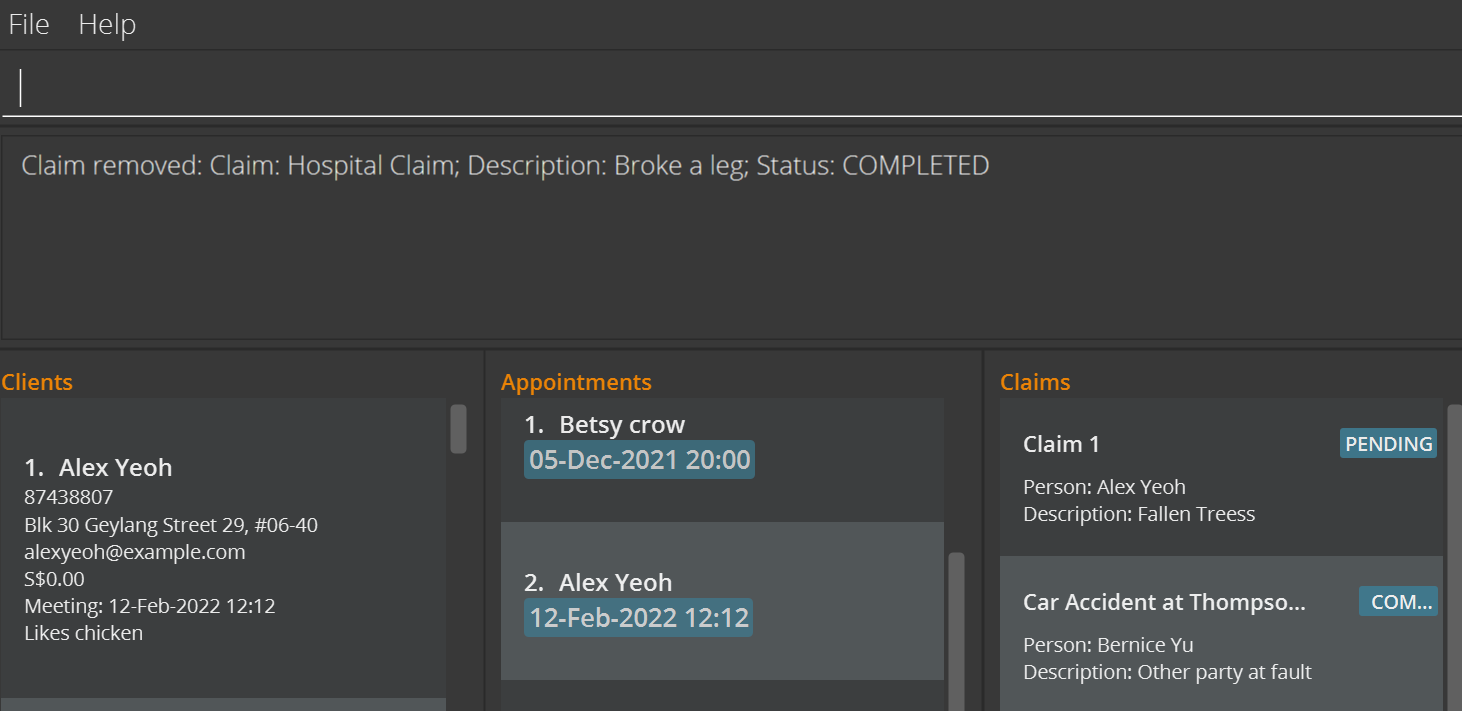 File Help
Claim removed: Claim: Hospital Claim; Description: Broke a leg; Status: COMPLETED
Clients
1. Alex Yeoh
87438807
Blk 30 Geylang Street 29, #06-40
alexyeoh@example.com
S$0.00
Meeting: 12-Feb-2022 12:12
Likes chicken
Appointments
1. Betsy crow
05-Dec-2021 20:00
2. Alex Yeoh
12-Feb-2022 12:12
Claims
Claim 1 PENDING
Person: Alex Yeoh
Description: Fallen Treess
Car Accident at Thompso... COM...
Person: Bernice Yu
Description: Other party at fault